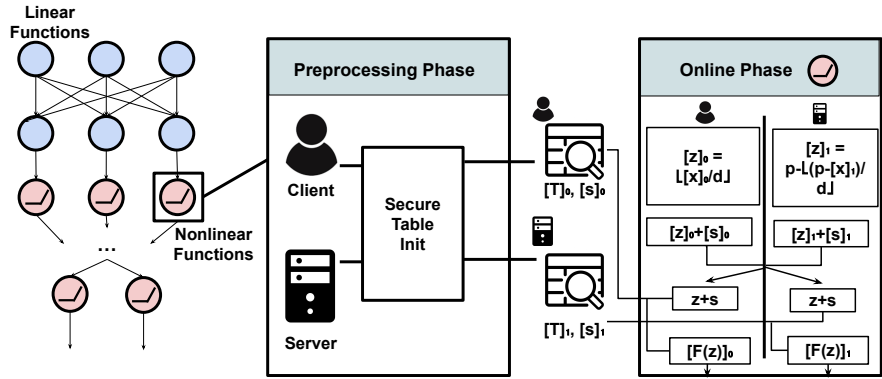 Linear
Functions
...
Nonlinear
Functions
Preprocessing Phase
Client
Server
Secure
Table
Init
[T]₀, [s]₀
[T]₁, [s]₁
Online Phase
[z]₀ =
⌊[x]₀/d⌋
[z]₁ =
p-⌊(p-[x]₁)/
d⌋
[z]₀+[s]₀
[z]₁+[s]₁
z+s
z+s
[F(z)]₀
[F(z)]₁